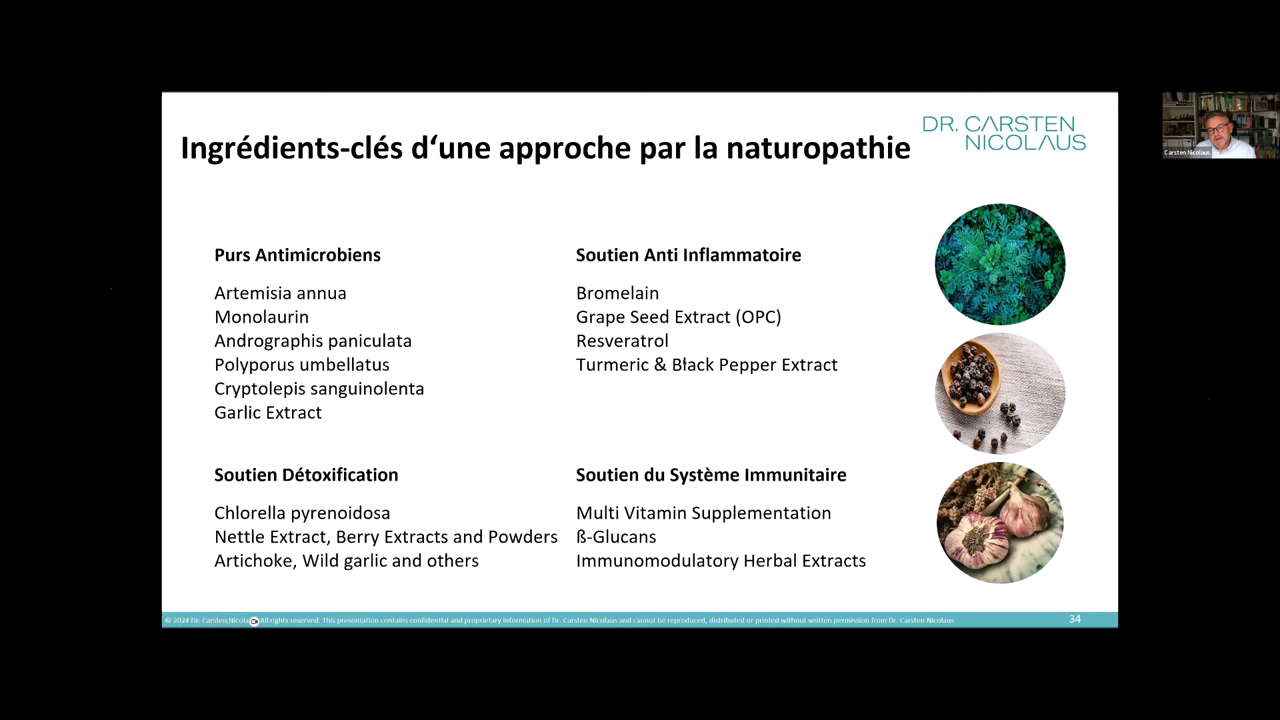 Ingrédients-clés d‘une approche par la naturopathie
DR. CARSTEN
NICOLAUS
Carsten Nicolaus
Purs Antimicrobiens
Artemisia annua
Monolaurin
Andrographis paniculata
Polyporus umbellatus
Cryptolepis sanguinolenta
Garlic Extract
Soutien Anti Inflammatoire
Bromelain
Grape Seed Extract (OPC)
Resveratrol
Turmeric & Black Pepper Extract
Soutien Détoxification
Chlorella pyrenoidosa
Nettle Extract, Berry Extracts and Powders
Artichoke, Wild garlic and others
Soutien du Système Immunitaire
Multi Vitamin Supplementation
ß-Glucans
Immunomodulatory Herbal Extracts
© 2024 Dr. Carsten Nicola All rights reserved. This presentation contains confidential and proprietary information of Dr. Carsten Nicolaus and cannot be reproduced, distributed or printed without written permission from Dr. Carsten Nicolaus
34